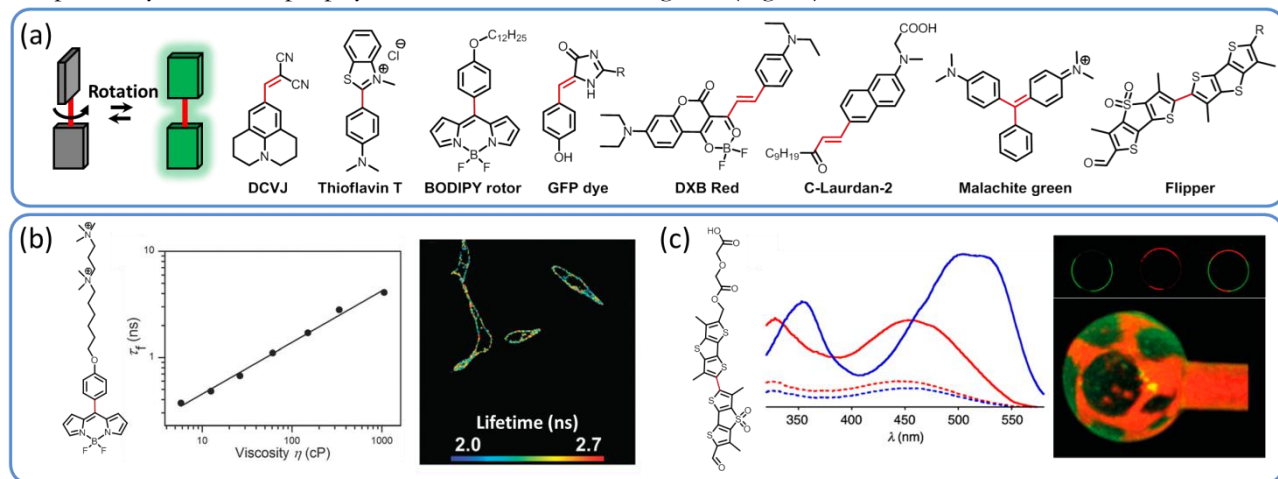 (a)
Rotation
CN
CN
N
DCVJ
S
N
⊕
Cl
⊖
N
Thioflavin T
O
C12H25
N
B
N
F
F
BODIPY rotor
O
N
R
NH
OH
GFP dye
N
O
O
O
N
O
B
F
F
DXB Red
COOH
N
C9H19
O
C-Laurdan-2
N
N
⊕
Malachite green
R
S
S
S
O
O
S
S
S
O
Flipper
(b)
N
⊕
N
⊕
O
N
B
N
F
F
10
1
τf (ns)
10
100
1000
Viscosity η (cP)
Lifetime (ns)
2.0
2.7
(c)
HO
O
O
O
O
S
S
S
S
S
O
O
S
O
350
400
450
500
550
λ (nm)